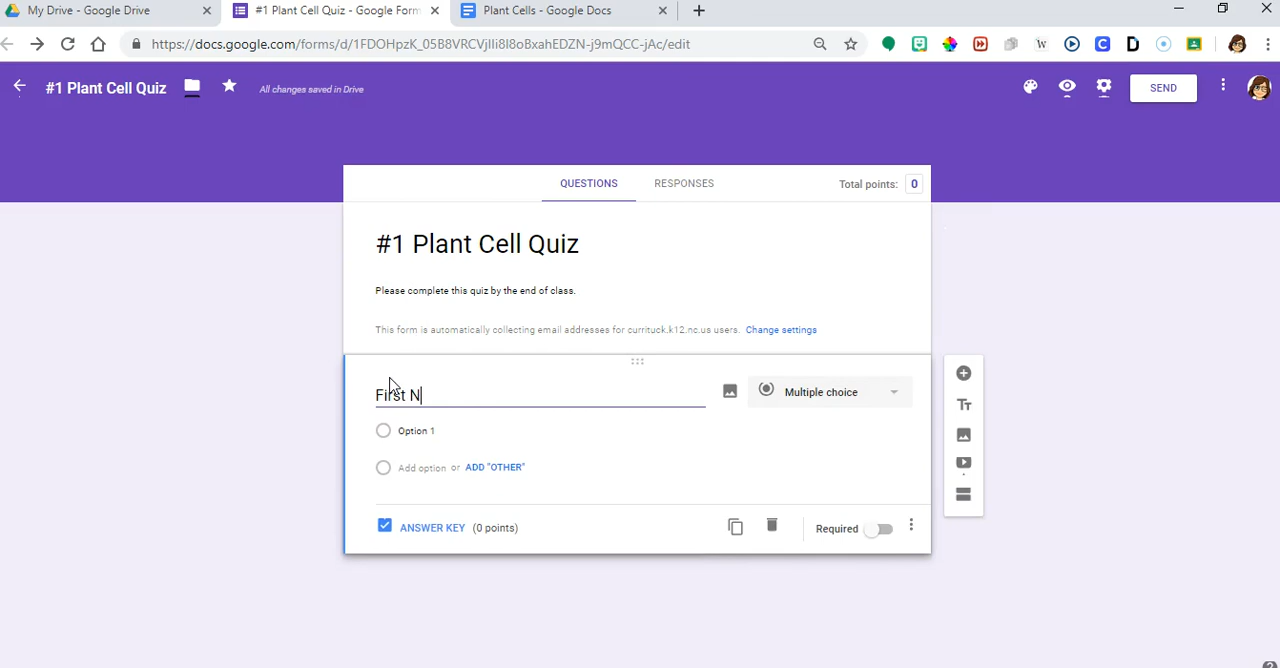 My Drive - Google Drive
#1 Plant Cell Quiz - Google Form
Plant Cells - Google Docs
https://docs.google.com/forms/d/1FDOHpzK_05B8VRCVjlIi8I8oBxahEDZN-j9mQCC-jAc/edit
#1 Plant Cell Quiz
All changes saved in Drive
SEND
QUESTIONS
RESPONSES
Total points: 0
#1 Plant Cell Quiz
Please complete this quiz by the end of class.
This form is automatically collecting email addresses for currituck.k12.nc.us users. Change settings
First N
Multiple choice
Option 1
Add option or ADD "OTHER"
ANSWER KEY (0 points)
Required